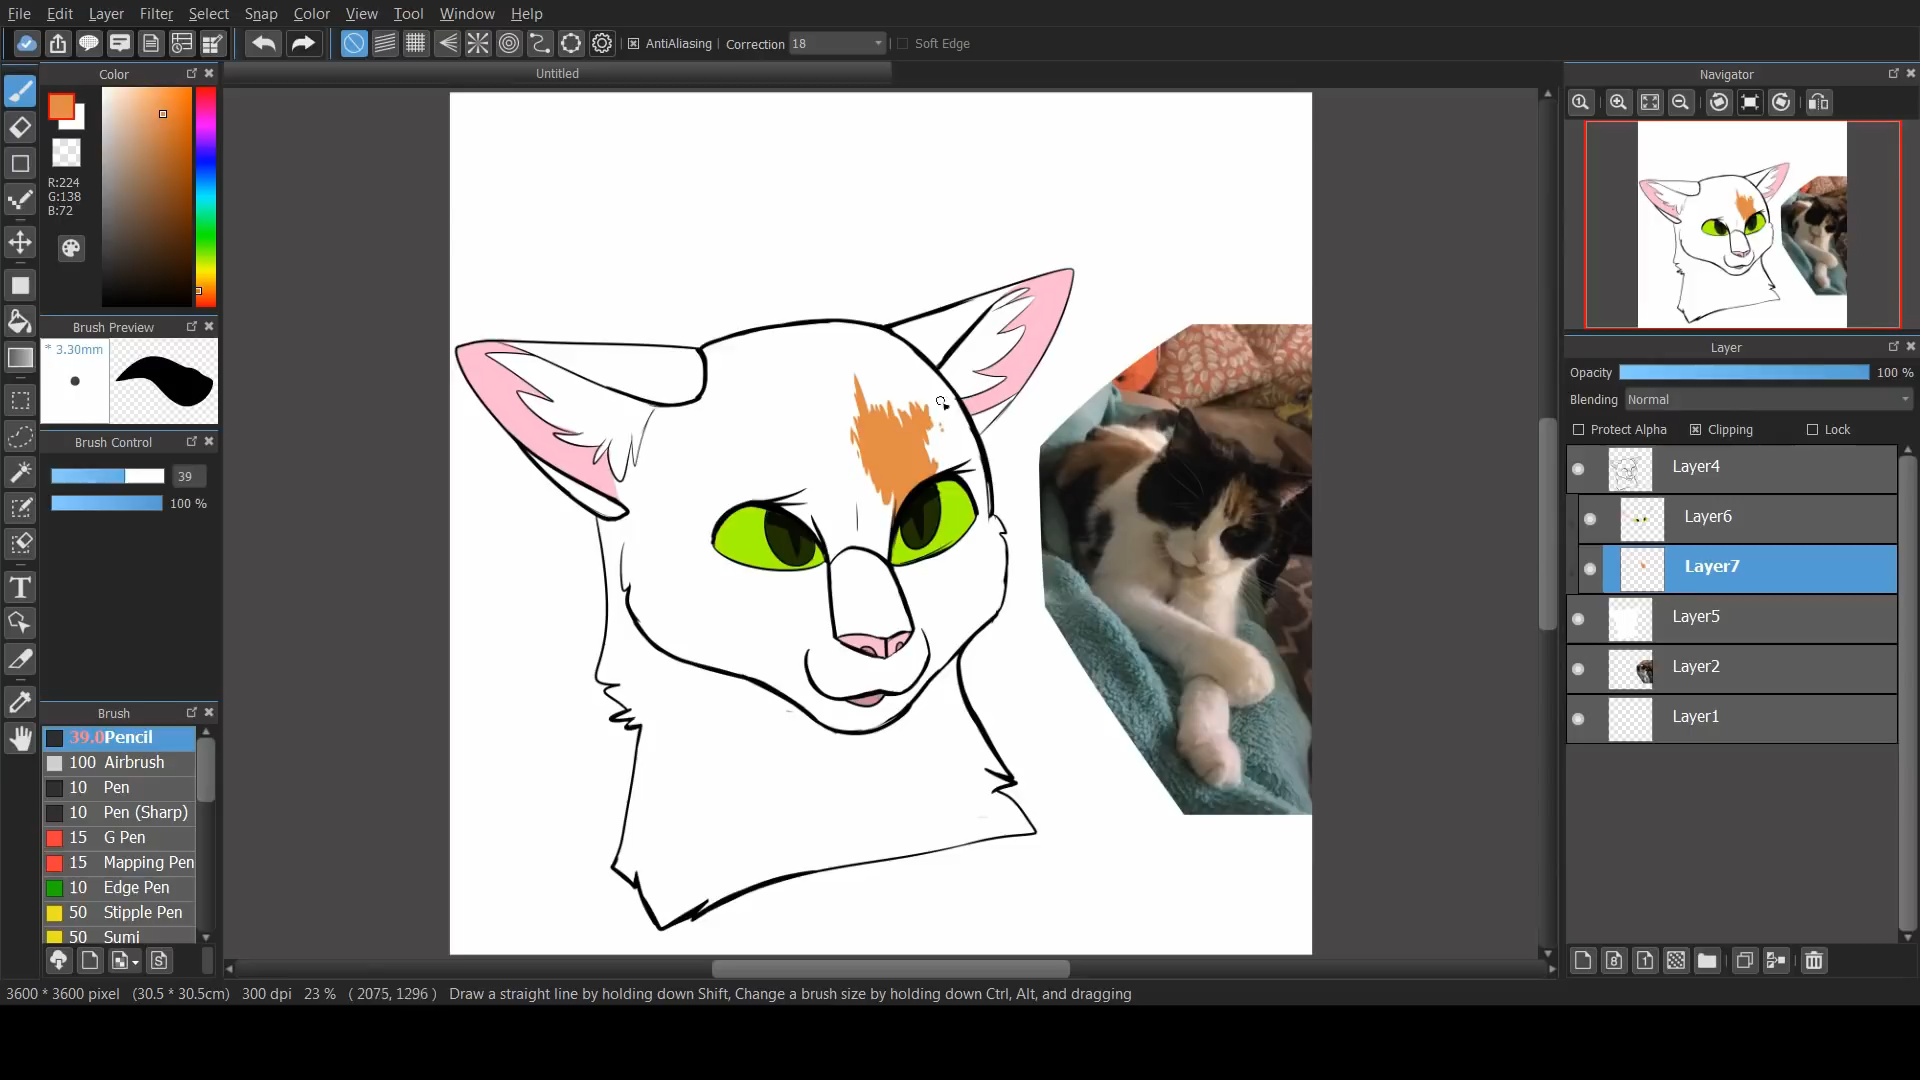 File Edit Layer Filter Select Snap Color View Tool Window Help
AntiAliasing Correction 18 Soft Edge
Color
Untitled
Navigator
R:224
G:138
B:72
Brush Preview
* 3.30mm
Brush Control
39
100 %
Brush
39.0 Pencil
100 Airbrush
10 Pen
10 Pen (Sharp)
15 G Pen
15 Mapping Pen
10 Edge Pen
50 Stipple Pen
50 Sumi
Layer
Opacity 100 %
Blending Normal
Protect Alpha Clipping Lock
Layer4
Layer6
Layer7
Layer5
Layer2
Layer1
3600 * 3600 pixel (30.5 * 30.5cm) 300 dpi 23 % ( 2075, 1296 ) Draw a straight line by holding down Shift, Change a brush size by holding down Ctrl, Alt, and dragging